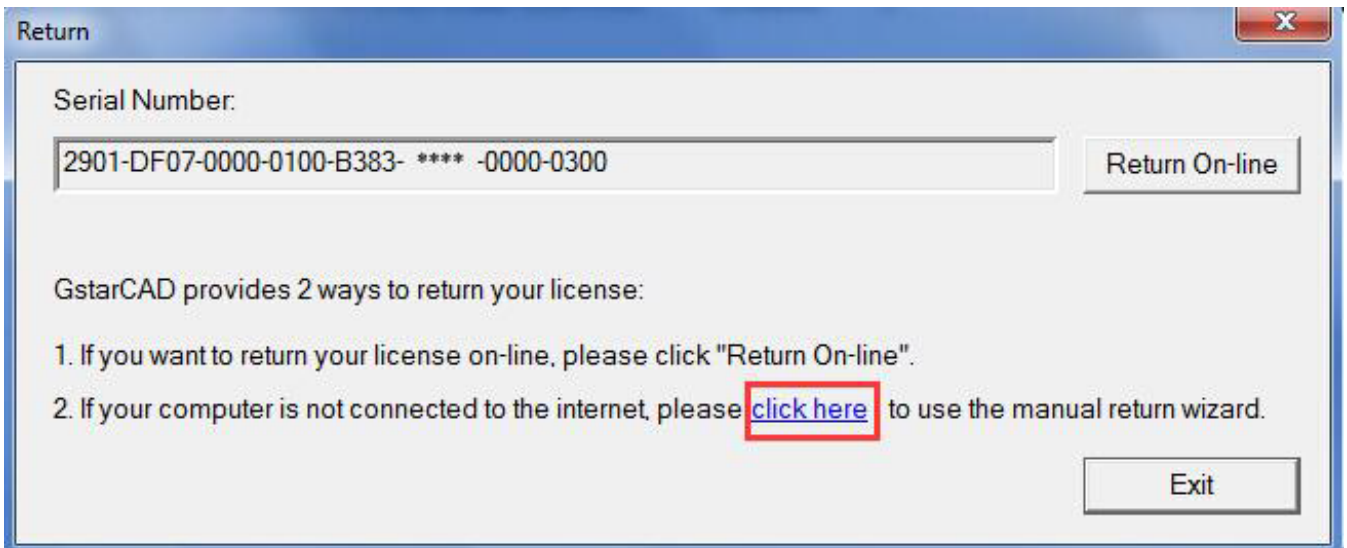 Return
Serial Number:
2901-DF07-0000-0100-B383- **** -0000-0300
Return On-line
GstarCAD provides 2 ways to return your license:
1. If you want to return your license on-line, please click "Return On-line".
2. If your computer is not connected to the internet, please click here to use the manual return wizard.
Exit